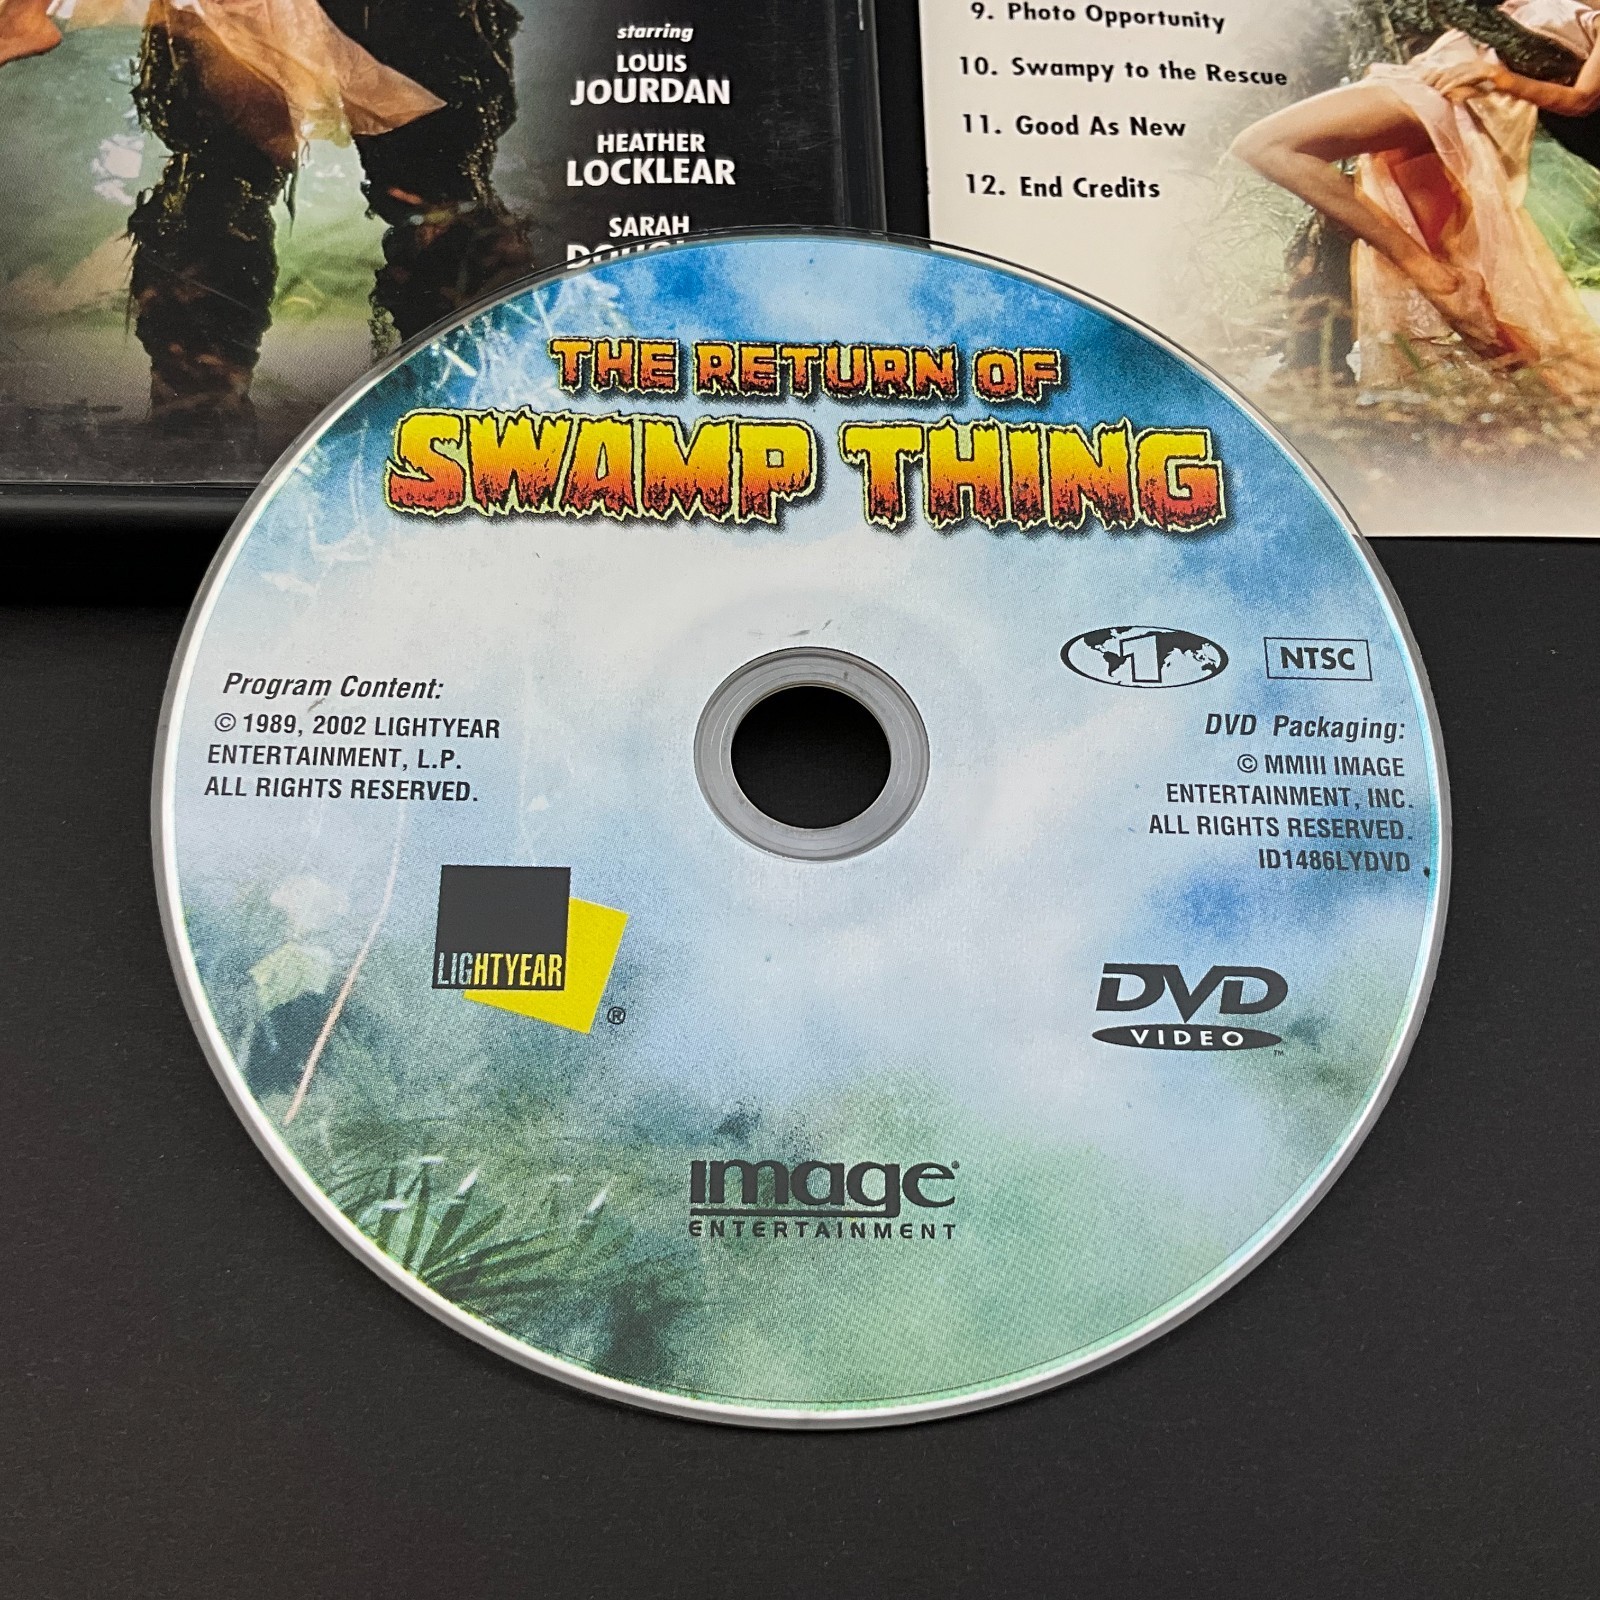 starring
LOUIS
JOURDAN
HEATHER
LOCKLEAR
SARAH
9. Photo Opportunity
10. Swampy to the Rescue
11. Good As New
12. End Credits
THE RETURN OF
SWAMP THING
1
NTSC
Program Content:
© 1989, 2002 LIGHTYEAR
ENTERTAINMENT, L.P.
ALL RIGHTS RESERVED.
DVD Packaging:
© MMIII IMAGE
ENTERTAINMENT, INC.
ALL RIGHTS RESERVED.
ID1486LYDVD
LIGHTYEAR
®
DVD
VIDEO
™
image®
ENTERTAINMENT